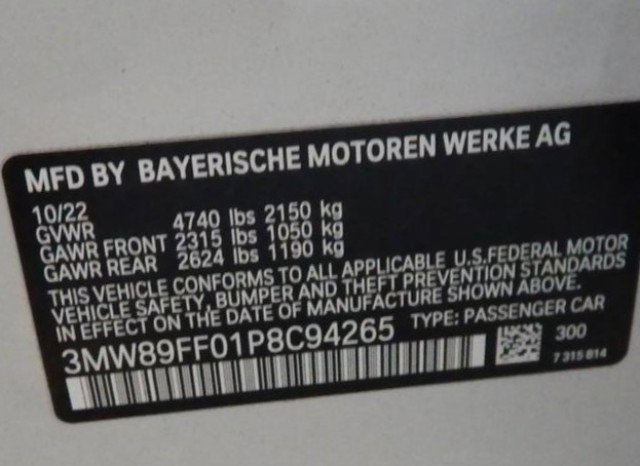 MFD BY BAYERISCHE MOTOREN WERKE AG
10/22
GVWR 4740 lbs 2150 kg
GAWR FRONT 2315 lbs 1050 kg
GAWR REAR 2624 lbs 1190 kg
THIS VEHICLE CONFORMS TO ALL APPLICABLE U.S.FEDERAL MOTOR
VEHICLE SAFETY, BUMPER AND THEFT PREVENTION STANDARDS
IN EFFECT ON THE DATE OF MANUFACTURE SHOWN ABOVE.
3MW89FF01P8C94265 TYPE: PASSENGER CAR
300
7 315 814